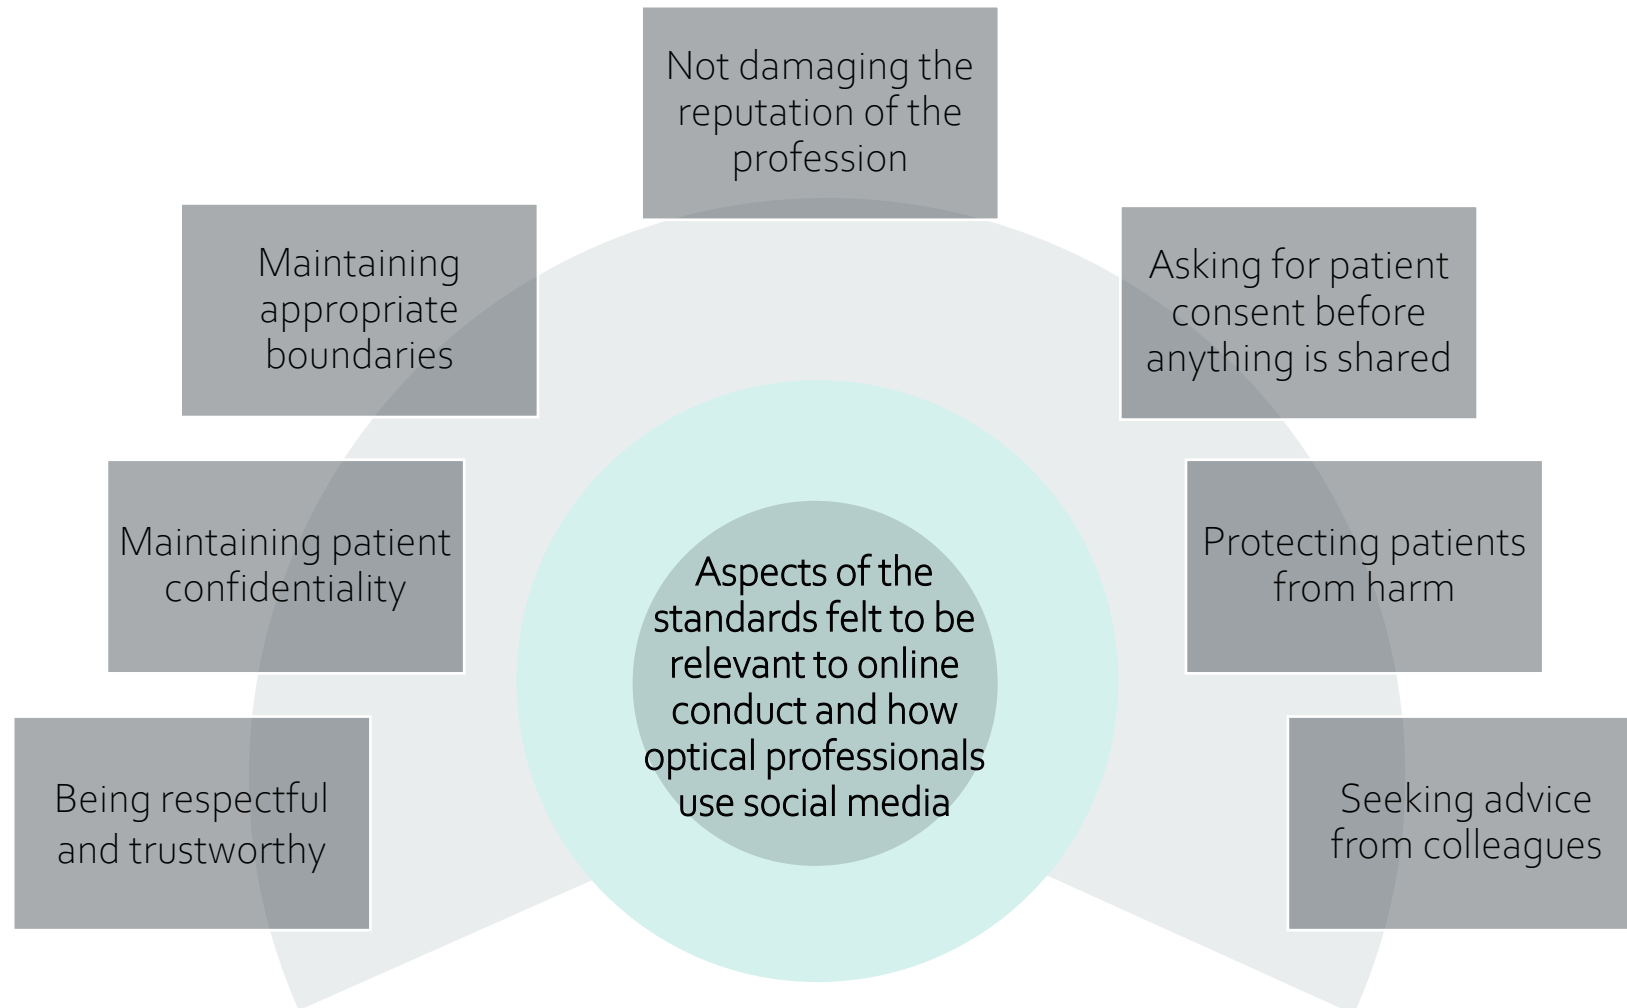 Not damaging the
reputation of the
profession
Maintaining
appropriate
boundaries
Asking for patient
consent before
anything is shared
Maintaining patient
confidentiality
Protecting patients
from harm
Aspects of the
standards felt to be
relevant to online
conduct and how
optical professionals
use social media
Being respectful
and trustworthy
Seeking advice
from colleagues